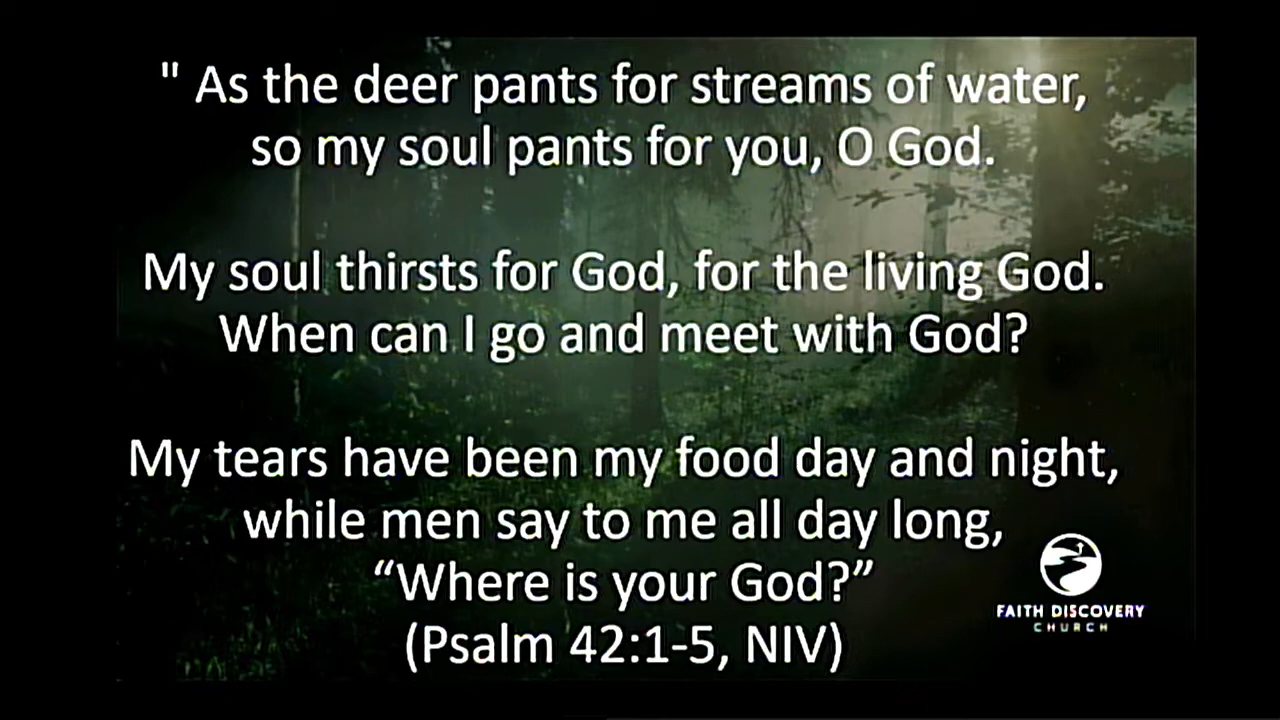 " As the deer pants for streams of water,
so my soul pants for you, O God.
My soul thirsts for God, for the living God.
When can I go and meet with God?
My tears have been my food day and night,
while men say to me all day long,
“Where is your God?”
(Psalm 42:1-5, NIV)
FAITH DISCOVERY
CHURCH